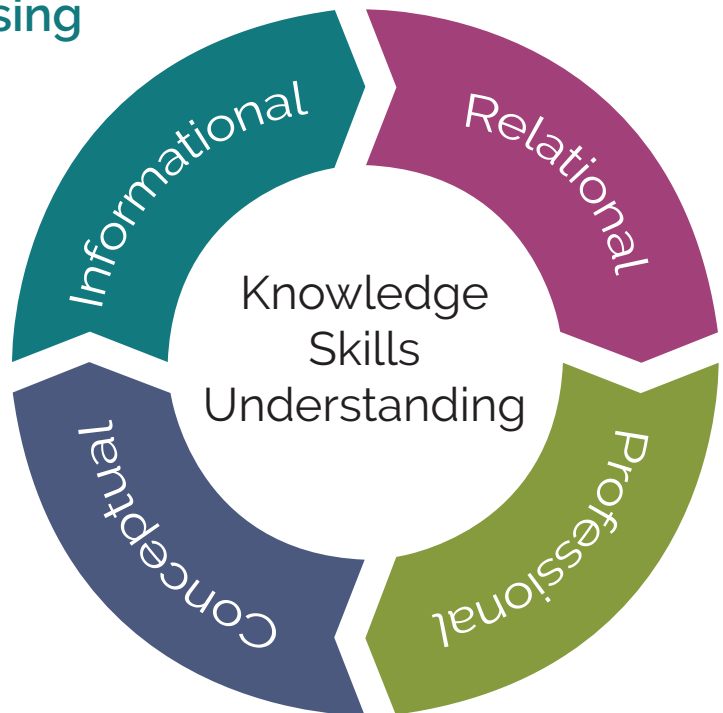 sing
Informational
Relational
Knowledge
Skills
Understanding
Conceptual
Professional